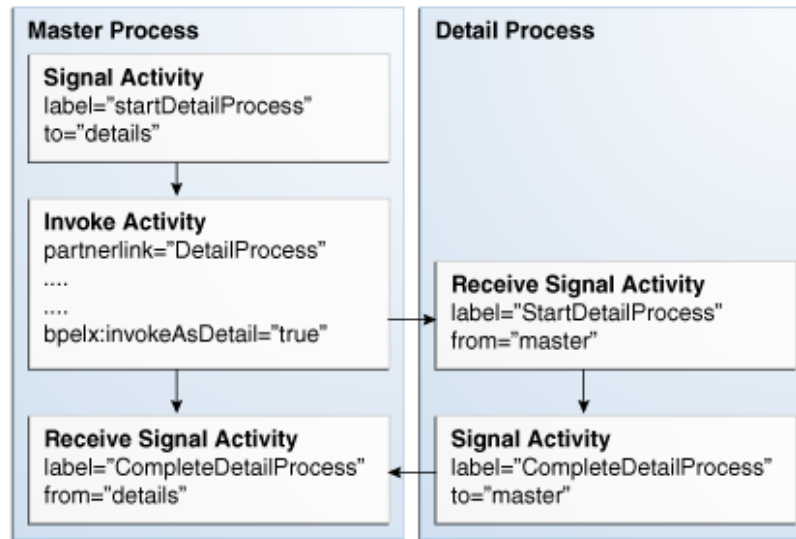 Master Process
Signal Activity
label=”startDetailProcess”
to=”details”
Invoke Activity
partnerlink=”DetailProcess”
....
....
bpelx:invokeAsDetail=”true”
Receive Signal Activity
label=”CompleteDetailProcess”
from=”details”
Detail Process
Receive Signal Activity
label=”StartDetailProcess”
from=”master”
Signal Activity
label=”CompleteDetailProcess”
to=”master”